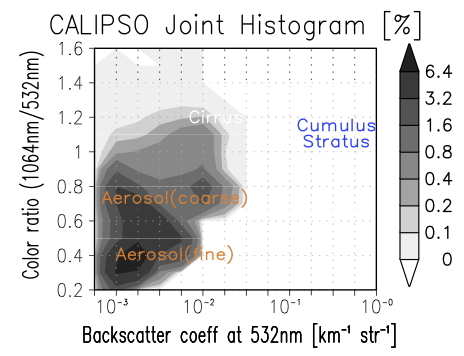 CALIPSO Joint Histogram [%]
1.6
1.4
1.2
1
0.8
0.6
0.4
0.2
Color ratio (1064nm/532nm)
Cirrus
Cumulus
Stratus
Aerosol(coarse)
Aerosol(fine)
6.4
3.2
1.6
0.8
0.4
0.2
0.1
0
10⁻³ 10⁻² 10⁻¹ 10⁻⁰
Backscatter coeff at 532nm [km⁻¹ str⁻¹]